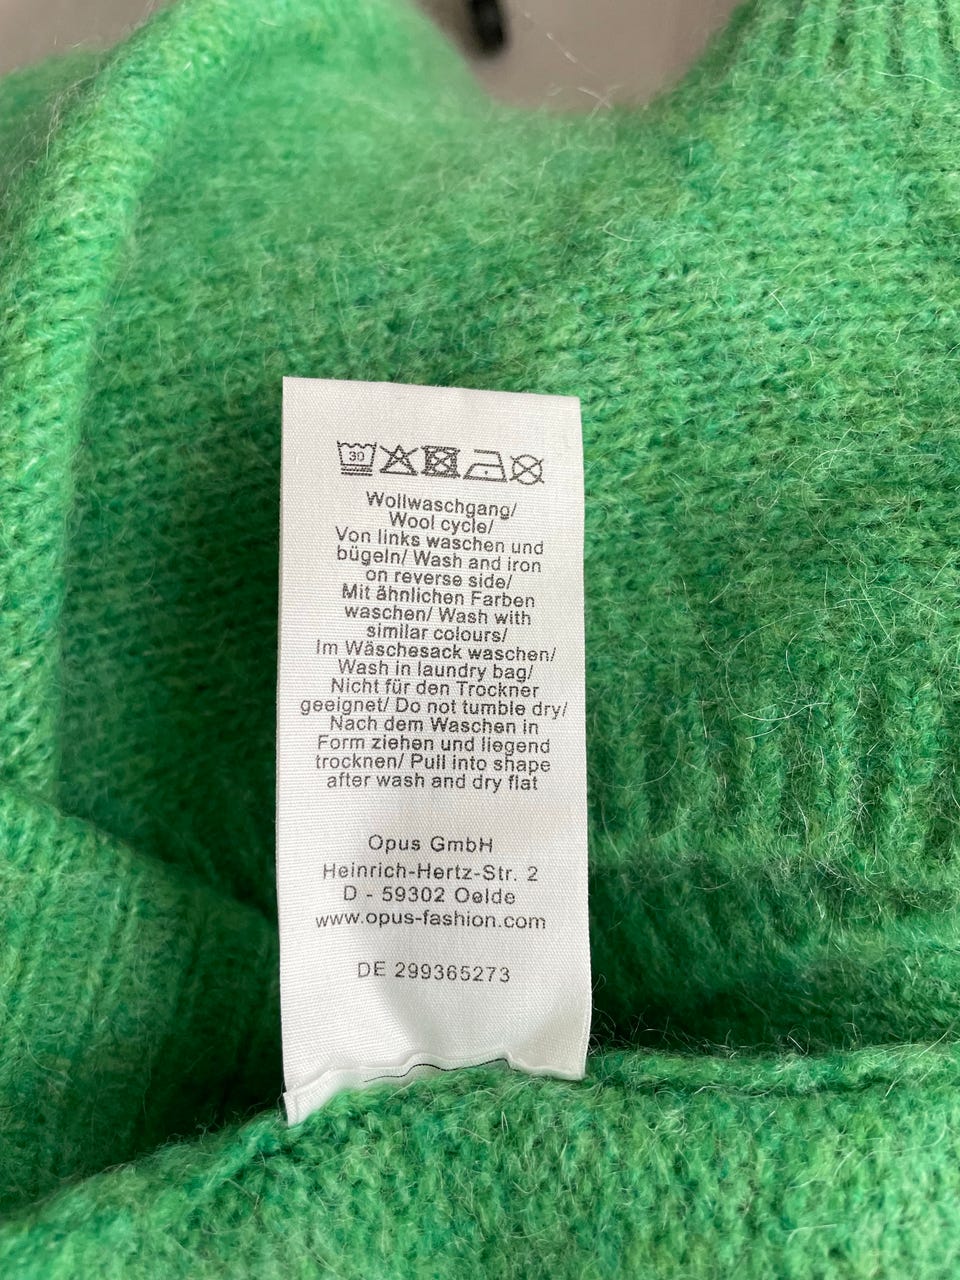 30
Wollwaschgang/
Wool cycle/
Von links waschen und
bügeln/ Wash and iron
on reverse side/
Mit ähnlichen Farben
waschen/ Wash with
similar colours/
Im Wäschesack waschen/
Wash in laundry bag/
Nicht für den Trockner
geeignet/ Do not tumble dry/
Nach dem Waschen in
Form ziehen und liegend
trocknen/ Pull into shape
after wash and dry flat
Opus GmbH
Heinrich-Hertz-Str. 2
D - 59302 Oelde
www.opus-fashion.com
DE 299365273